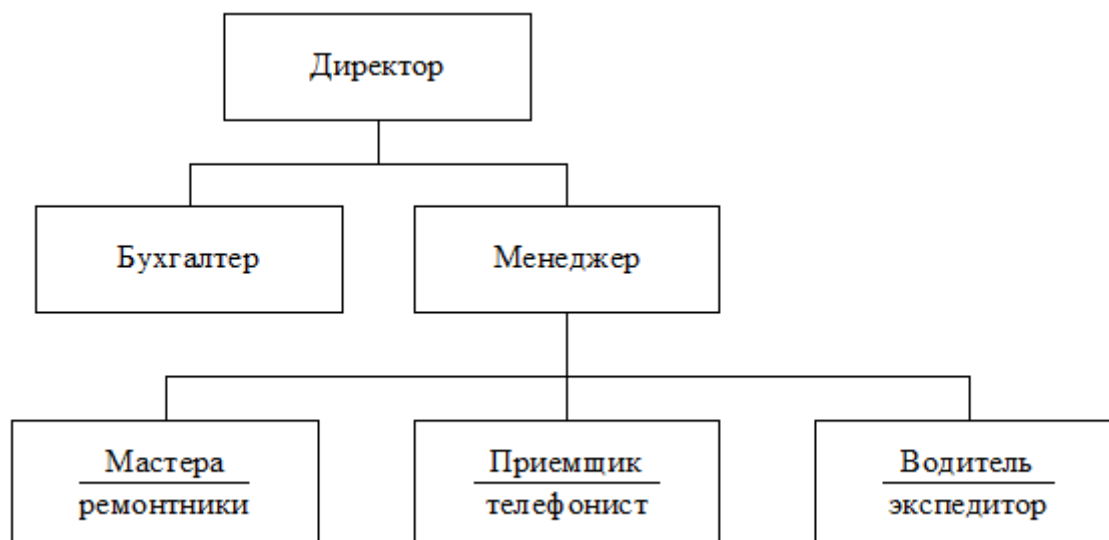 Директор
Бухгалтер
Менеджер
Мастера
ремонтники
Приемщик
телефонист
Водитель
экспедитор